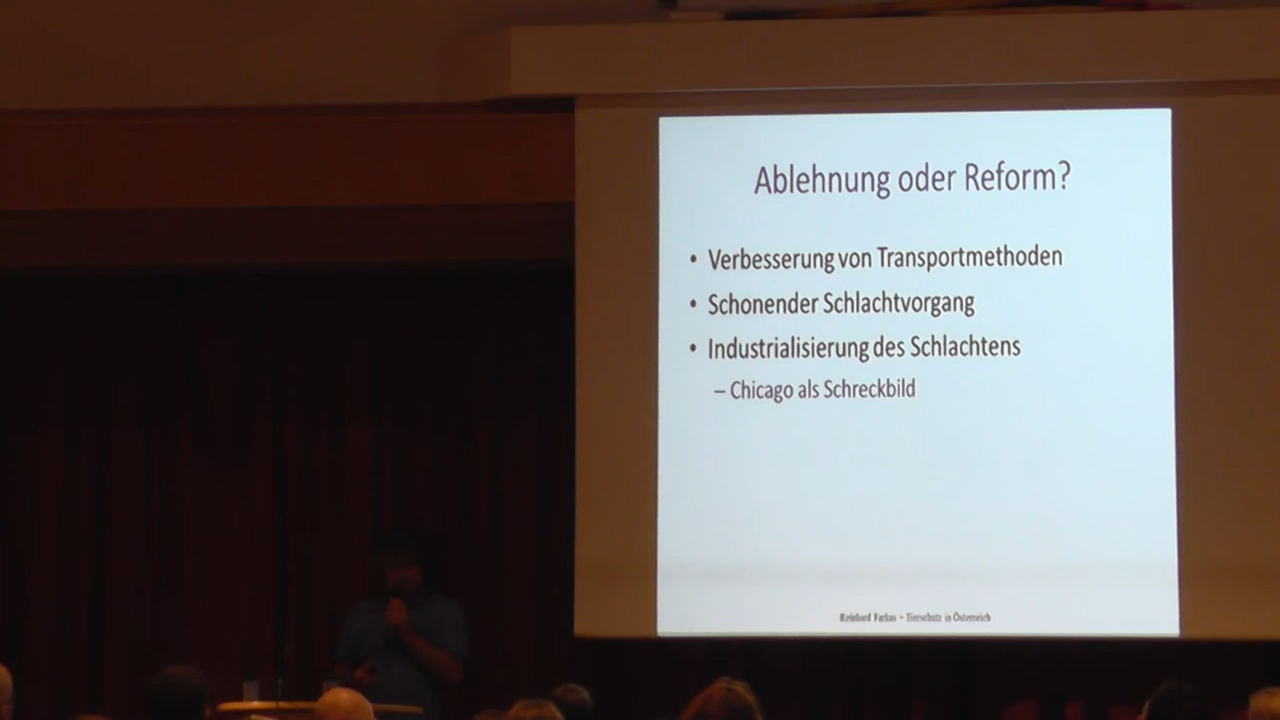 Ablehnung oder Reform?
• Verbesserung von Transportmethoden
• Schonender Schlachtvorgang
• Industrialisierung des Schlachtens
– Chicago als Schreckbild
Reinhard Farkas - Tierschutz in Österreich